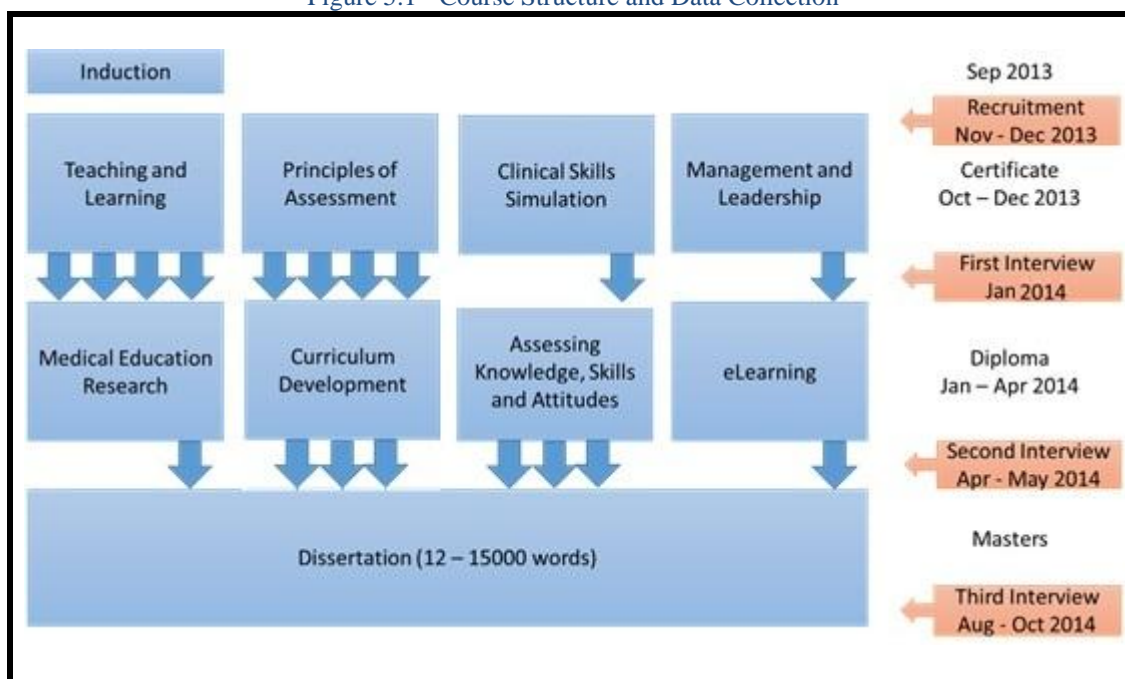 Figure 3.1 - Course Structure and Data Collection
Induction
Sep 2013
Recruitment
Nov - Dec 2013
Teaching and
Learning
Principles of
Assessment
Clinical Skills
Simulation
Management and
Leadership
Certificate
Oct – Dec 2013
First Interview
Jan 2014
Medical Education
Research
Curriculum
Development
Assessing
Knowledge, Skills
and Attitudes
eLearning
Diploma
Jan – Apr 2014
Second Interview
Apr - May 2014
Dissertation (12 – 15000 words)
Masters
Third Interview
Aug - Oct 2014